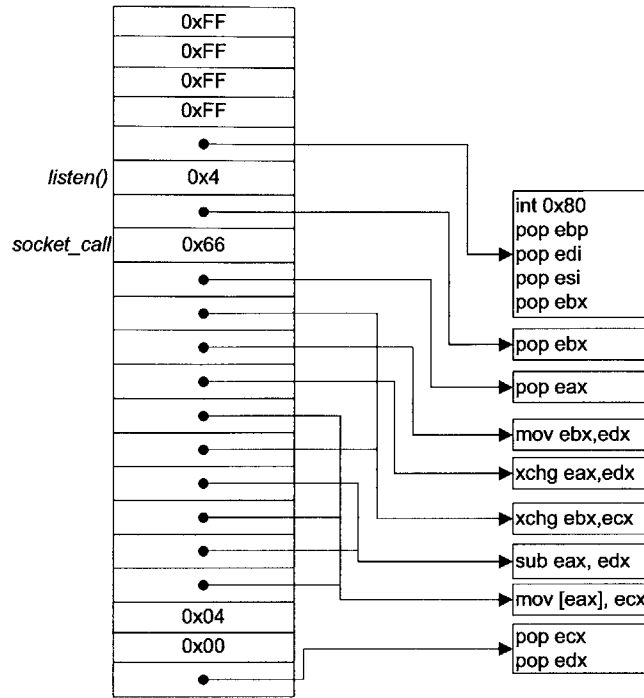 0xFF
0xFF
0xFF
0xFF
listen()
0x4
socket_call
0x66
0x04
0x00
int 0x80
pop ebp
pop edi
pop esi
pop ebx
pop ebx
pop eax
mov ebx,edx
xchg eax,edx
xchg ebx,ecx
sub eax, edx
mov [eax], ecx
pop ecx
pop edx